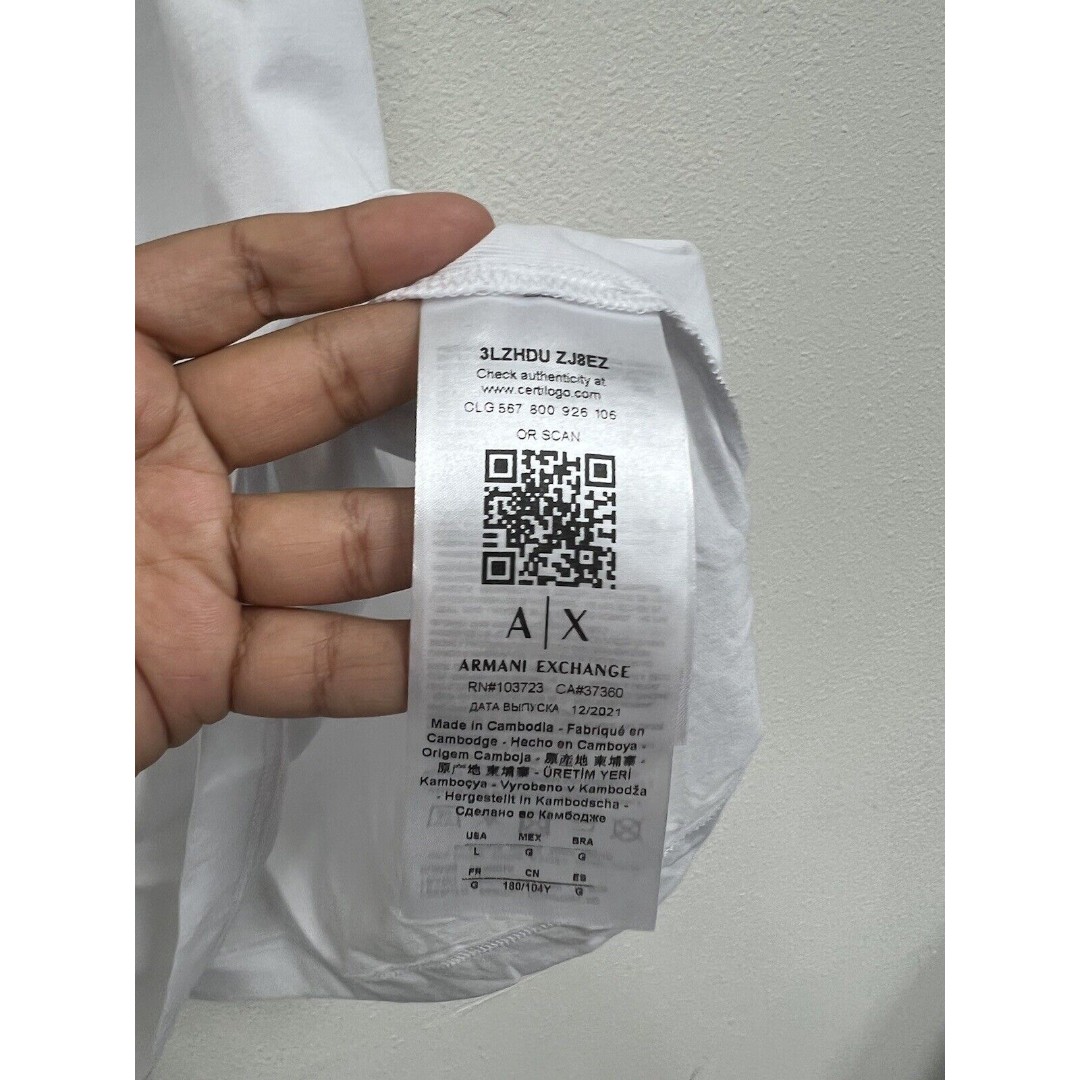 3LZHDU ZJ8EZ
Check authenticity at
www.certilogo.com
CLG 567 800 926 106
OR SCAN
A|X
ARMANI EXCHANGE
RN#103723 CA#37360
ДАТА ВЫПУСКА 12/2021
Made in Cambodia - Fabriqué en
Cambodge - Hecho en Camboya -
Origem Camboja - 原産地 柬埔寨 -
原产地 柬埔寨 - ÜRETİM YERİ
Kamboçya - Vyrobeno v Kambodža
- Hergestellt in Kambodscha -
Сделано во Камбодже
USA MEX BRA
L G G
FR CN ES
G 180/104Y G